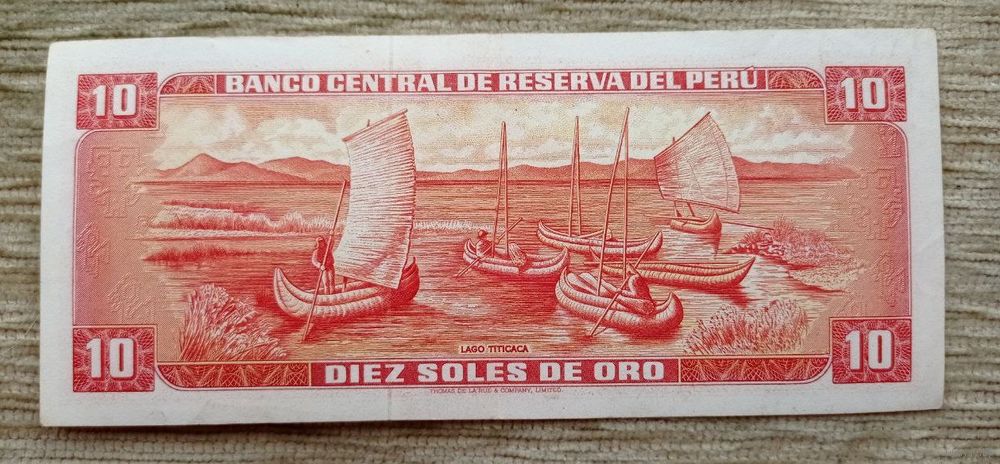 BANCO CENTRAL DE RESERVA DEL PERÚ
10
10
LAGO TITICACA
10
10
DIEZ SOLES DE ORO
THOMAS DE LA RUE & COMPANY, LIMITED.